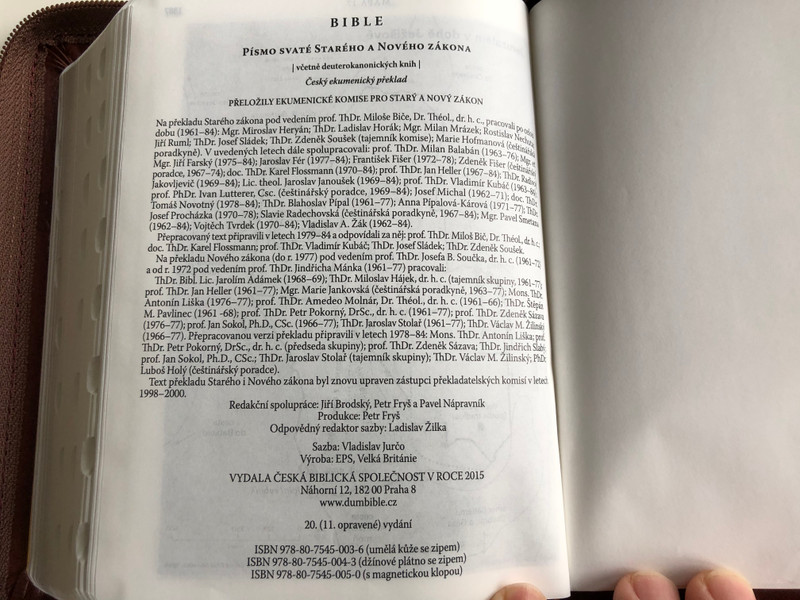 BIBLE
PÍSMO SVATÉ STARÉHO A NOVÉHO ZÁKONA
| včetně deuterokanonických knih |
Český ekumenický překlad
PŘELOŽILY EKUMENICKÉ KOMISE PRO STARÝ A NOVÝ ZÁKON
Na překladu Starého zákona pod vedením prof. ThDr. Miloše Biče, Dr. Théol., dr. h. c., pracovali po celou
dobu (1961–84): Mgr. Miroslav Heryán; ThDr. Ladislav Horák; Mgr. Milan Mrázek; Rostislav Nechuta;
Jiří Ruml; ThDr. Josef Sládek; ThDr. Zdeněk Soušek (tajemník komise); Marie Hofmanová (češtinářská
poradkyně). V uvedených letech dále spolupracovali: prof. ThDr. Milan Balabán (1963–76); Mgr. et
Mgr. Jiří Farský (1975–84); Jaroslav Fér (1977–84); František Fišer (1972–78); Zdeněk Fišer (češtinářský
poradce, 1967–74); doc. ThDr. Karel Flossmann (1970–84); prof. ThDr. Jan Heller (1967–84); ThDr.
Jakovljevič (1969–84); Lic. theol. Jaroslav Janoušek (1969–84); prof. ThDr. Vladimír Kubáč (1963–
prof. PhDr. Ivan Lutterer, Csc. (češtinářský poradce, 1969–84); Josef Michal (1962–71); doc. ThDr.
Tomáš Novotný (1978–84); ThDr. Blahoslav Pípal (1961–77); Anna Pípalová-Kárová (1971–77); ThDr.
Josef Procházka (1970–78); Slavie Radechovská (češtinářská poradkyně, 1967–84); Mgr. Pavel Smetana
(1962–84); Vojtěch Tvrdek (1970–84); Vladislav A. Žák (1962–84).
Přepracovaný text připravili v letech 1979–84 a odpovídali za něj: prof. ThDr. Miloš Bič, Dr. Théol., dr. h. c.;
doc. ThDr. Karel Flossmann; prof. ThDr. Vladimír Kubáč; ThDr. Josef Sládek; ThDr. Zdeněk Soušek.
Na překladu Nového zákona (do r. 1977) pod vedením prof. ThDr. Josefa B. Součka, dr. h. c. (1961–72)
a od r. 1972 pod vedením prof. ThDr. Jindřicha Mánka (1961–77) pracovali:
ThDr. Bibl. Lic. Jarolím Adámek (1968–69); ThDr. Miloslav Hájek, dr. h. c. (tajemník skupiny, 1961–77);
prof. ThDr. Jan Heller (1961–77); Mgr. Marie Jankovská (češtinářská poradkyně, 1963–77); Mons. ThDr.
Antonín Liška (1976–77); prof. ThDr. Amedeo Molnár, Dr. Théol., dr. h. c. (1961–66); ThDr. Štěpán
M. Pavlinec (1961 -68); prof. ThDr. Petr Pokorný, DrSc., dr. h. c. (1961–77); prof. ThDr. Zdeněk Sázava
(1976–77); prof. Jan Sokol, Ph.D., CSc. (1966–77); ThDr. Jaroslav Stolař (1961–77); ThDr. Václav M. Žilinský
(1966–77). Přepracovanou verzi překladu připravili v letech 1978–84: Mons. ThDr. Antonín Liška; prof.
ThDr. Petr Pokorný, DrSc., dr. h. c. (předseda skupiny); prof. ThDr. Zdeněk Sázava; ThDr. Jindřich Slabý;
prof. Jan Sokol, Ph.D., CSc.; ThDr. Jaroslav Stolař (tajemník skupiny); ThDr. Václav M. Žilinský; PhDr.
Luboš Holý (češtinářský poradce).
Text překladu Starého i Nového zákona byl znovu upraven zástupci překladatelských komisí v letech
1998–2000.
Redakční spolupráce: Jiří Brodský, Petr Fryš a Pavel Nápravník
Produkce: Petr Fryš
Odpovědný redaktor sazby: Ladislav Žilka
Sazba: Vladislav Jurčo
Výroba: EPS, Velká Británie
VYDALA ČESKÁ BIBLICKÁ SPOLEČNOST V ROCE 2015
Náhorní 12, 182 00 Praha 8
www.dumbible.cz
20. (11. opravené) vydání
ISBN 978-80-7545-003-6 (umělá kůže se zipem)
ISBN 978-80-7545-004-3 (džínové plátno se zipem)
ISBN 978-80-7545-005-0 (s magnetickou klopou)